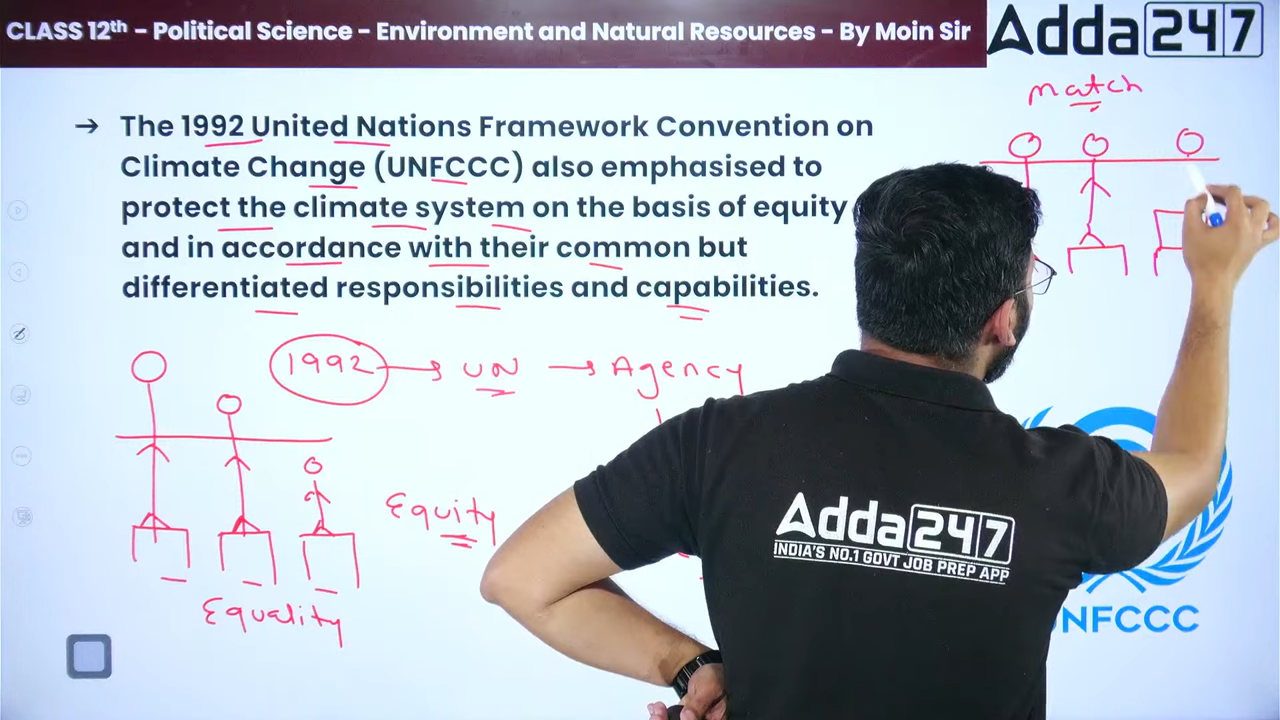 CLASS 12th - Political Science - Environment and Natural Resources - By Moin Sir
Adda247
Match
→ The 1992 United Nations Framework Convention on
Climate Change (UNFCCC) also emphasised to
protect the climate system on the basis of equity
and in accordance with their common but
differentiated responsibilities and capabilities.
1992 → UN → Agency
Equity
Equality
Adda247
INDIA'S NO.1 GOVT JOB PREP APP
NFCCC